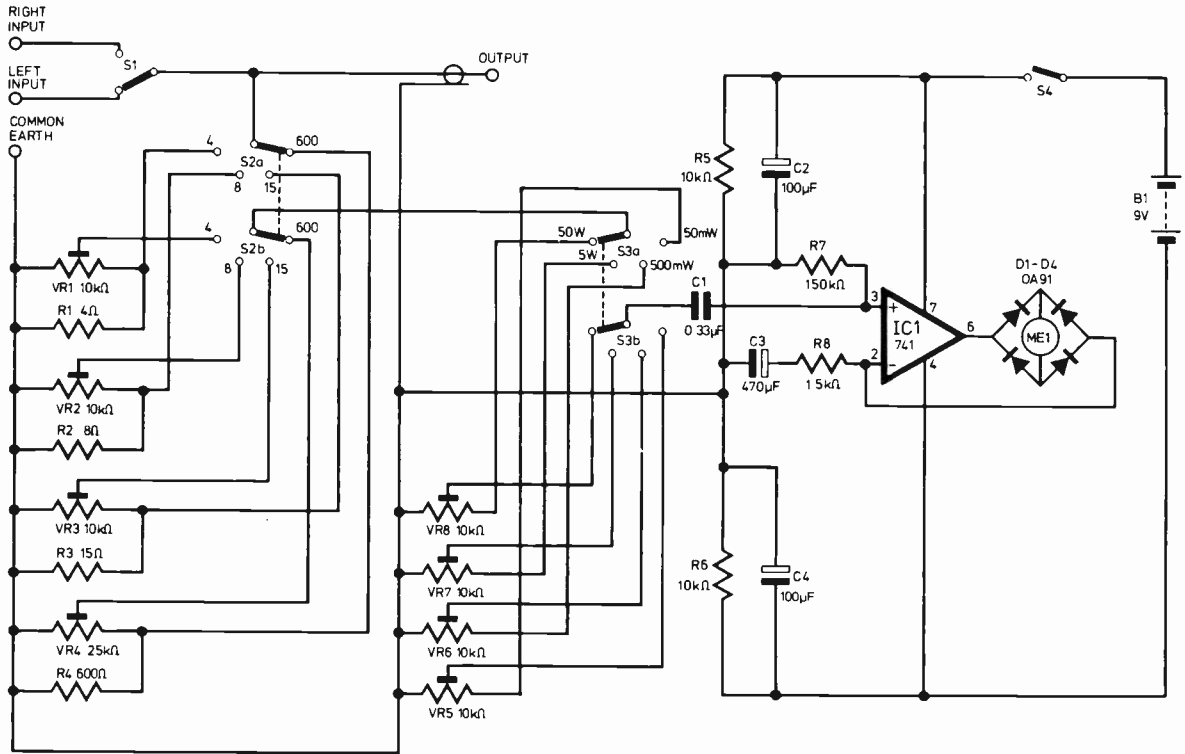 RIGHT
INPUT
LEFT
INPUT
COMMON
EARTH
S1
OUTPUT
S4
4
600
S2a
8
15
4
600
S2b
8
15
50W
50mW
S3a
5W
500mW
S3b
C1
0 33µF
R5
10kΩ
C2
100µF
R7
150kΩ
C3
470µF
R8
1 5kΩ
3
+
2
-
7
4
6
IC1
741
D1-D4
OA91
ME1
B1
9V
VR1 10kΩ
R1 4Ω
VR2 10kΩ
R2 8Ω
VR3 10kΩ
R3 15Ω
VR4 25kΩ
R4 600Ω
VR8 10kΩ
VR7 10kΩ
VR6 10kΩ
VR5 10kΩ
R6
10kΩ
C4
100µF